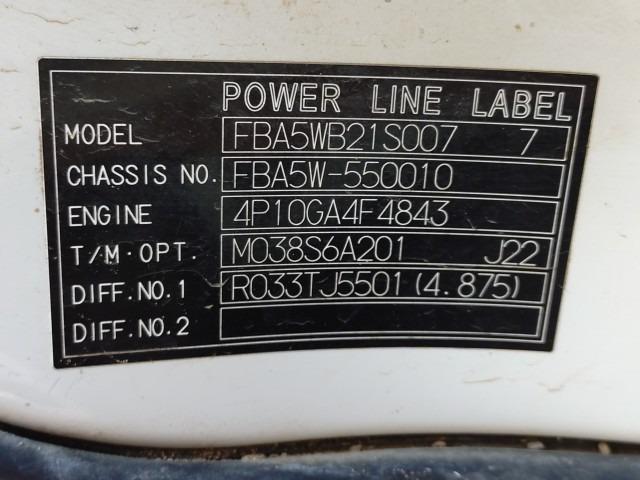 POWER LINE LABEL
MODEL FBA5WB21S007 7
CHASSIS NO. FBA5W-550010
ENGINE 4P10GA4F4843
T/M·OPT. M038S6A201 J22
DIFF.NO.1 R033TJ5501(4.875)
DIFF.NO.2